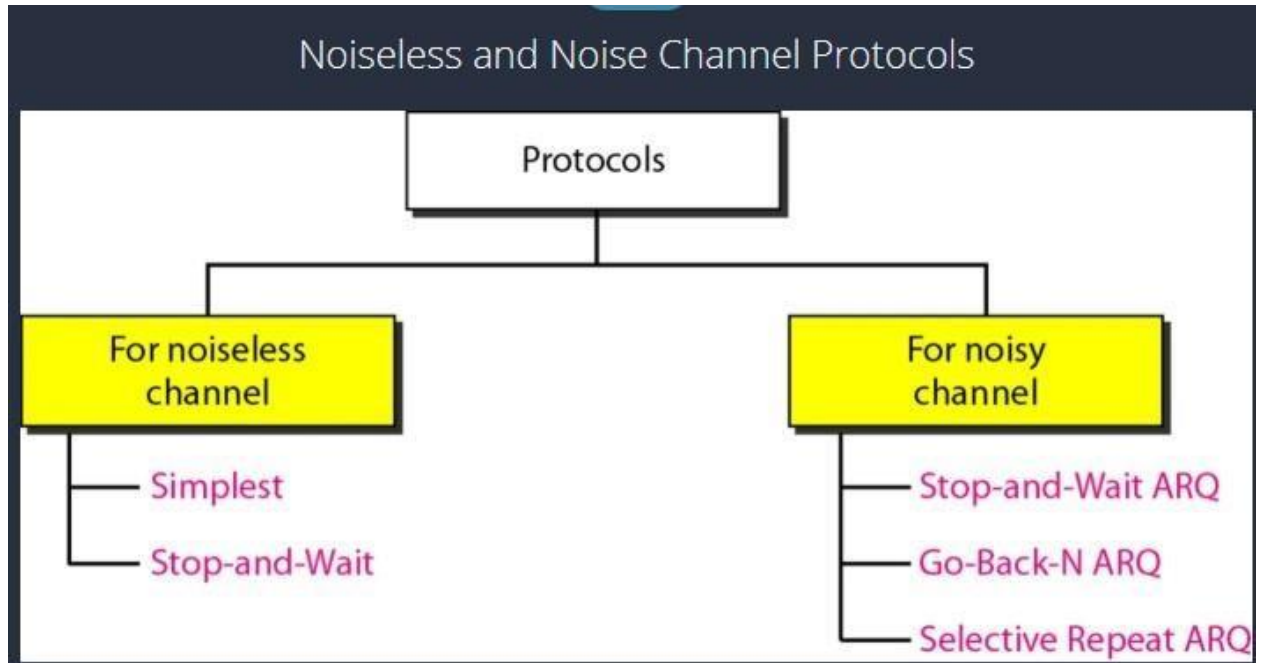 Noiseless and Noise Channel Protocols
Protocols
For noiseless
channel
Simplest
Stop-and-Wait
For noisy
channel
Stop-and-Wait ARQ
Go-Back-N ARQ
Selective Repeat ARQ